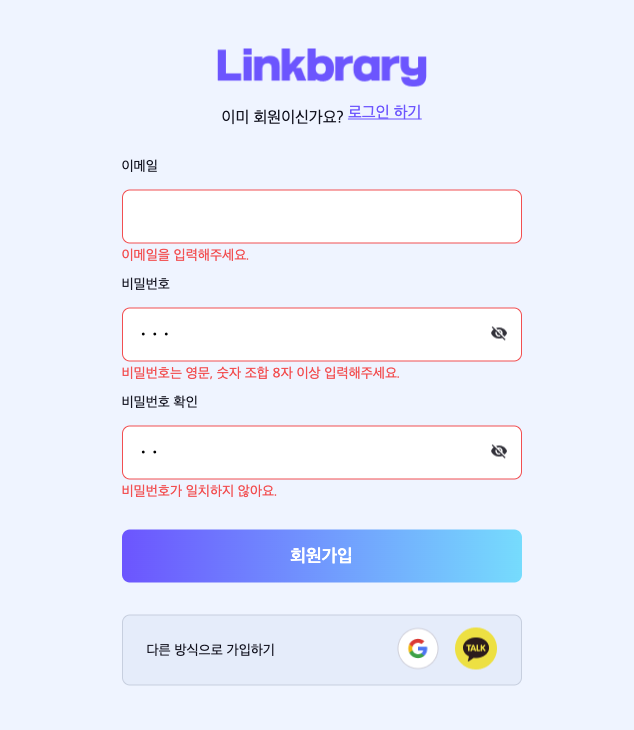 Linkbrary
이미 회원이신가요? 로그인 하기
이메일
이메일을 입력해주세요.
비밀번호
• • •
비밀번호는 영문, 숫자 조합 8자 이상 입력해주세요.
비밀번호 확인
• •
비밀번호가 일치하지 않아요.
회원가입
다른 방식으로 가입하기
G
TALK